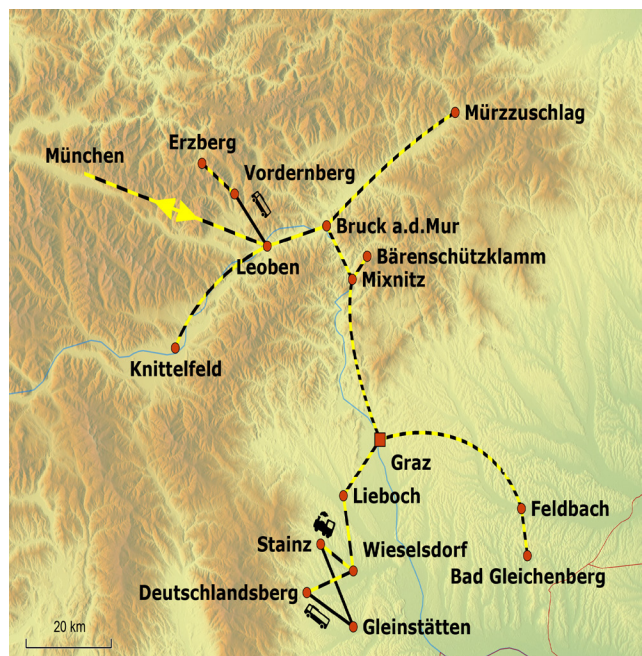 Mürzzuschlag
Erzberg
München
Vordernberg
Bruck a.d.Mur
Bärenschützklamm
Leoben
Mixnitz
Knittelfeld
Graz
Lieboch
Feldbach
Stainz
Wieselsdorf
Bad Gleichenberg
Deutschlandsberg
Gleinstätten
20 km